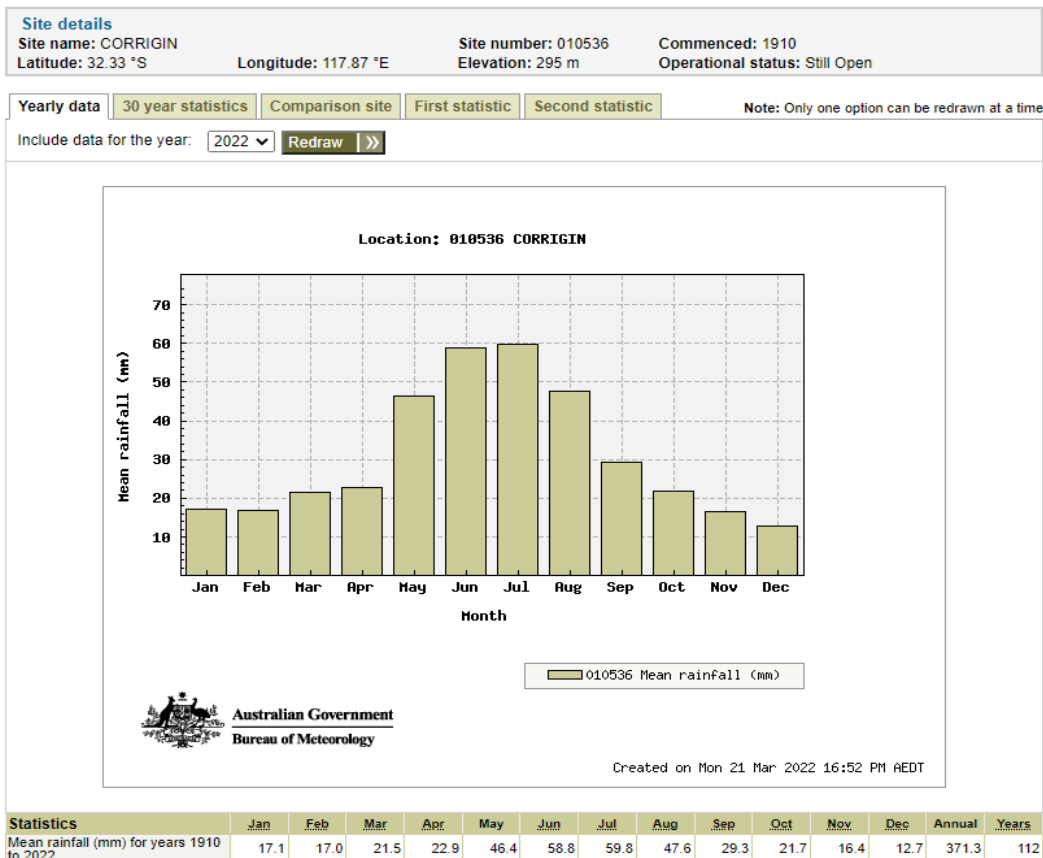 Site details
Site name: CORRIGIN Site number: 010536 Commenced: 1910
Latitude: 32.33 °S Longitude: 117.87 °E Elevation: 295 m Operational status: Still Open
Yearly data 30 year statistics Comparison site First statistic Second statistic Note: Only one option can be redrawn at a time
Include data for the year: 2022 Redraw
Location: 010536 CORRIGIN
70
60
50
40
30
20
10
Mean rainfall (mm)
Jan Feb Mar Apr May Jun Jul Aug Sep Oct Nov Dec
Month
010536 Mean rainfall (mm)
Australian Government
Bureau of Meteorology
Created on Mon 21 Mar 2022 16:52 PM AEDT
Statistics Jan Feb Mar Apr May Jun Jul Aug Sep Oct Nov Dec Annual Years
Mean rainfall (mm) for years 1910
to 2022 17.1 17.0 21.5 22.9 46.4 58.8 59.8 47.6 29.3 21.7 16.4 12.7 371.3 112